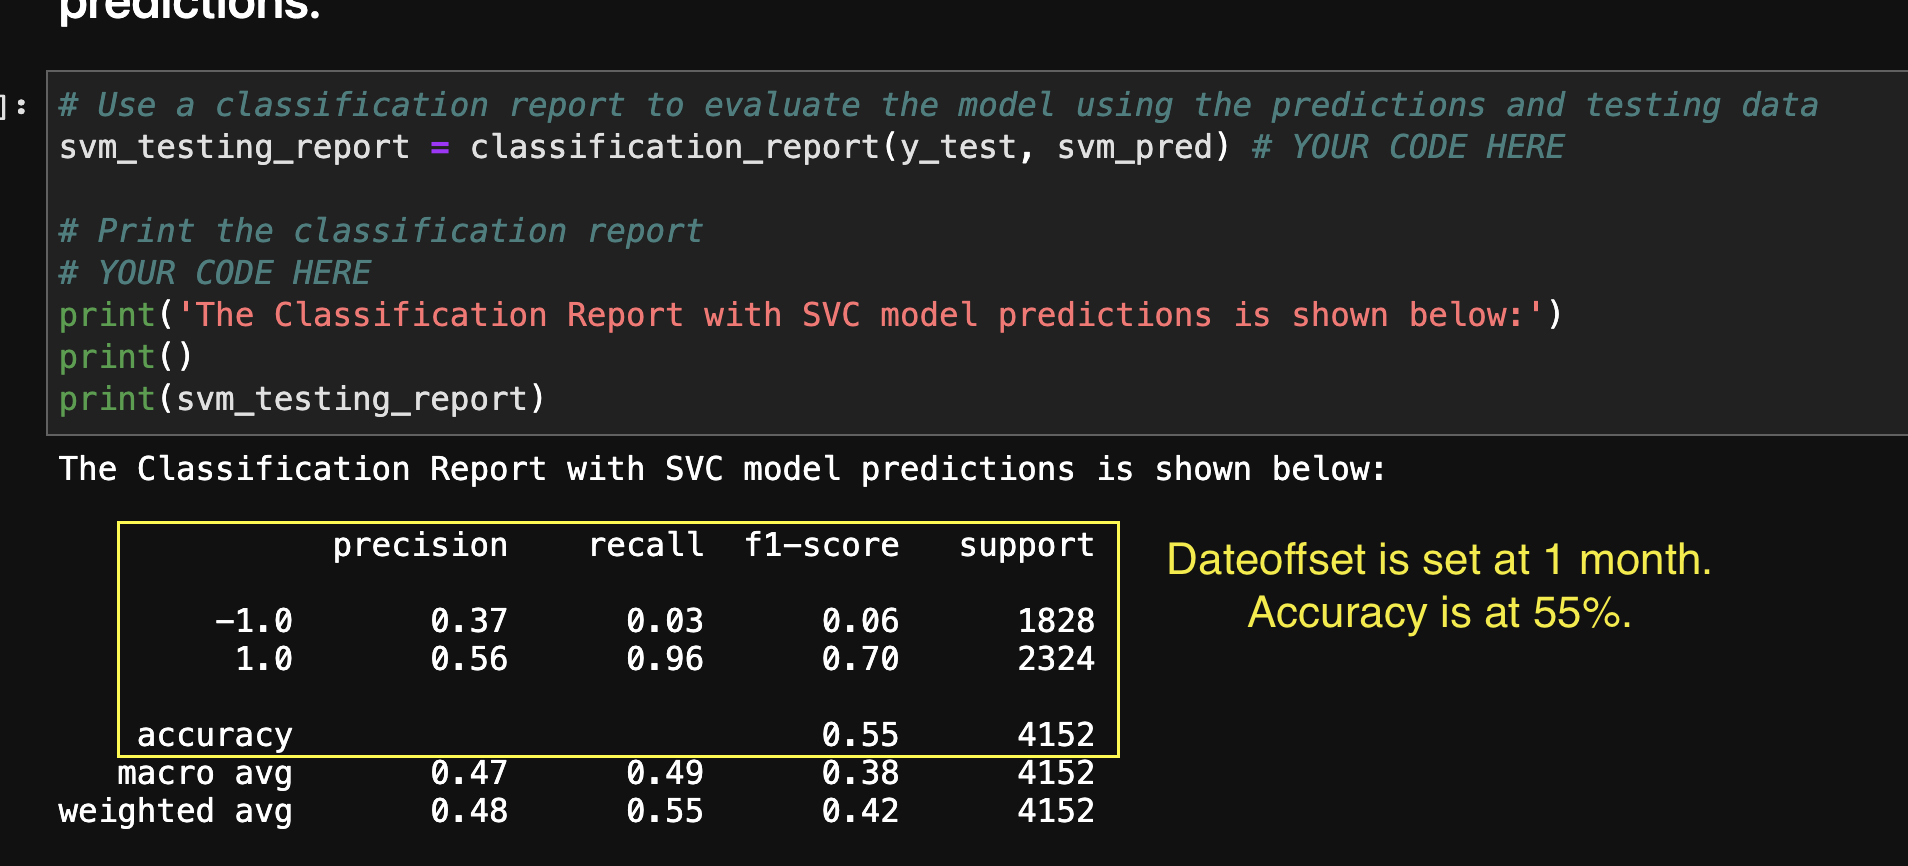 predictions.
]:
# Use a classification report to evaluate the model using the predictions and testing data
svm_testing_report = classification_report(y_test, svm_pred) # YOUR CODE HERE
# Print the classification report
# YOUR CODE HERE
print('The Classification Report with SVC model predictions is shown below:')
print()
print(svm_testing_report)
The Classification Report with SVC model predictions is shown below:
precision recall f1-score support
-1.0 0.37 0.03 0.06 1828
1.0 0.56 0.96 0.70 2324
accuracy 0.55 4152
macro avg 0.47 0.49 0.38 4152
weighted avg 0.48 0.55 0.42 4152
Dateoffset is set at 1 month.
Accuracy is at 55%.